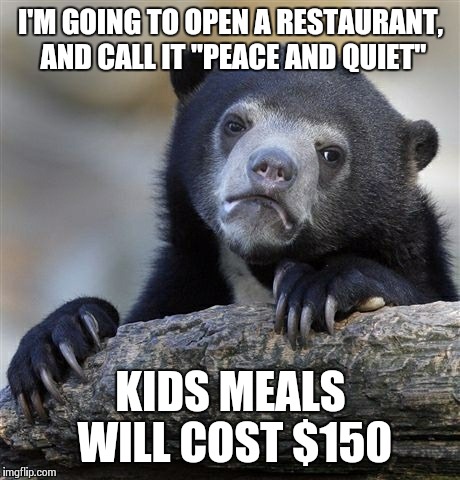 I'M GOING TO OPEN A RESTAURANT,
AND CALL IT "PEACE AND QUIET"
KIDS MEALS
WILL COST $150
imgflip.com